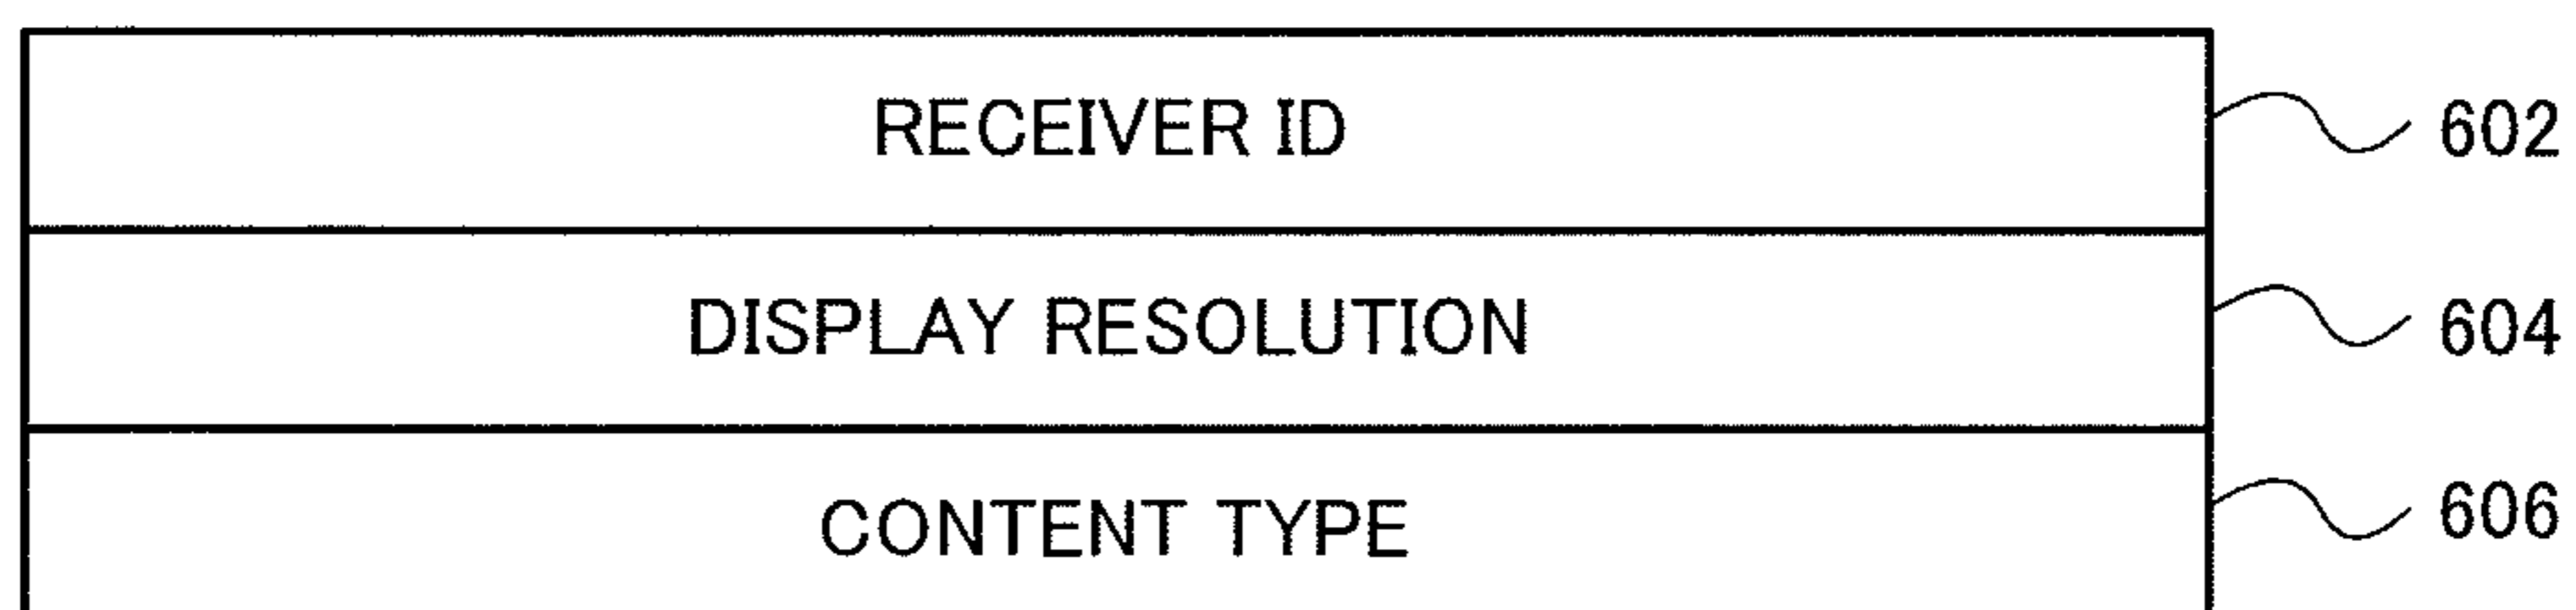 RECEIVER ID 602
DISPLAY RESOLUTION 604
CONTENT TYPE 606